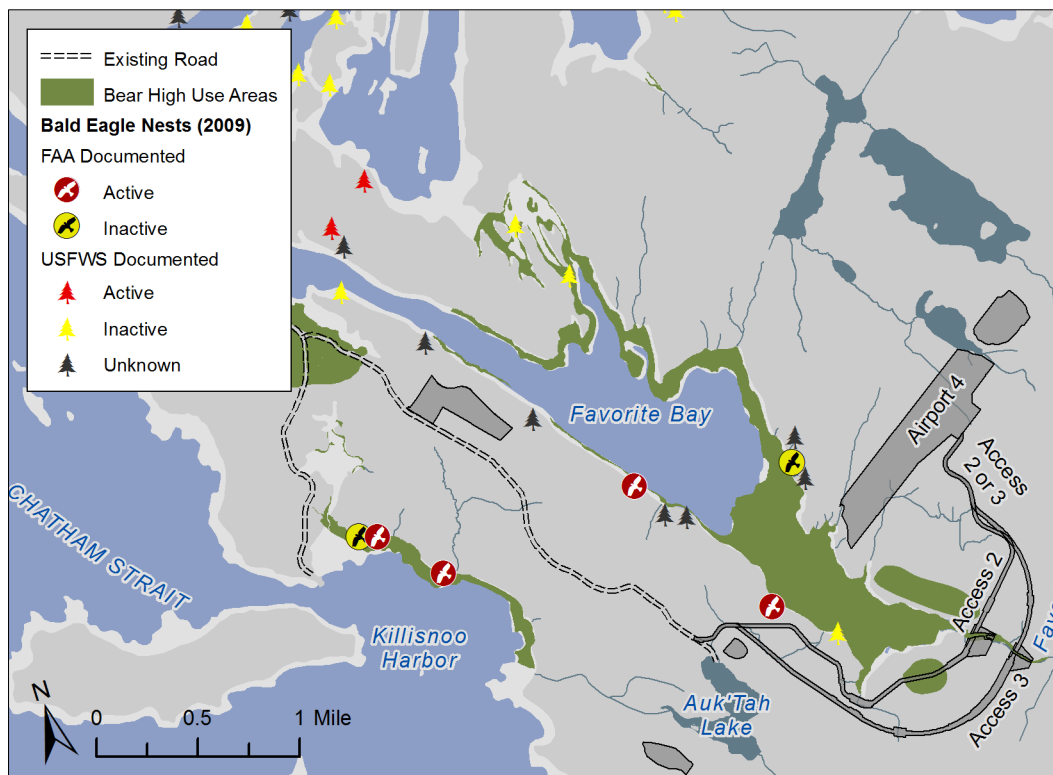 Existing Road
Bear High Use Areas
Bald Eagle Nests (2009)
FAA Documented
Active
Inactive
USFWS Documented
Active
Inactive
Unknown
Favorite Bay
Airport 4
Access
2 or 3
CHATHAM STRAIT
Access 2
Favo
Killisnoo
Harbor
Access 3
Auk'Tah
Lake
N
0 0.5 1 Mile